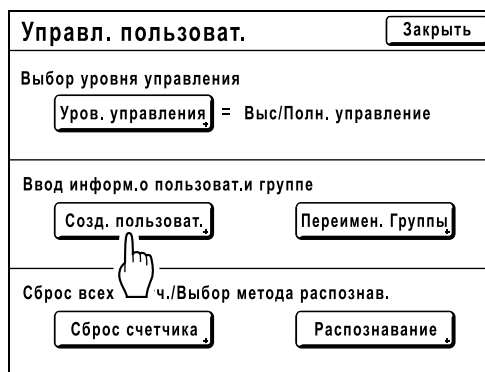 Управл. пользоват. Закрыть
Выбор уровня управления
Уров. управления = Выс/Полн. управление
Ввод информ.о пользоват.и группе
Созд. пользоват. Переимен. Группы
Сброс всех ч./Выбор метода распознав.
Сброс счетчика Распознавание